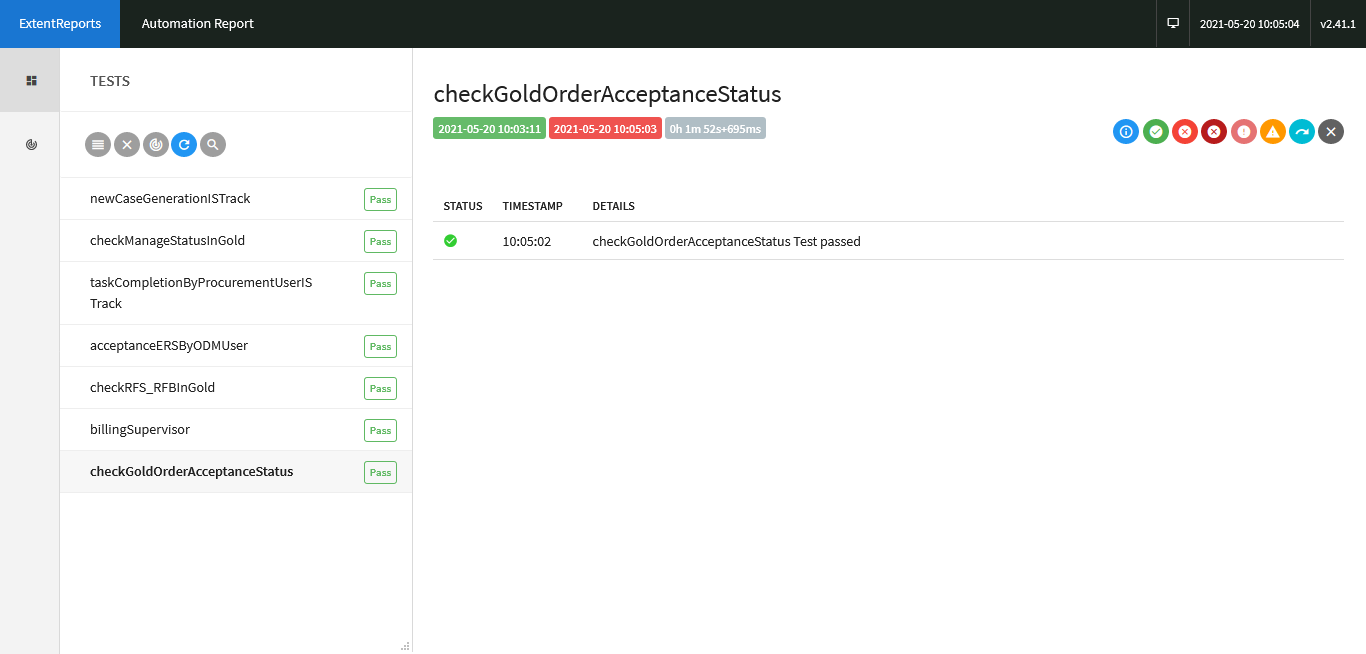 ExtentReports
Automation Report
2021-05-20 10:05:04
v2.41.1
TESTS
newCaseGenerationISTrack
Pass
checkManageStatusInGold
Pass
taskCompletionByProcurementUserIS
Track
Pass
acceptanceERSByODMUser
Pass
checkRFS_RFBInGold
Pass
billingSupervisor
Pass
checkGoldOrderAcceptanceStatus
Pass
checkGoldOrderAcceptanceStatus
2021-05-20 10:03:11 2021-05-20 10:05:03 0h 1m 52s+695ms
STATUS TIMESTAMP DETAILS
10:05:02 checkGoldOrderAcceptanceStatus Test passed